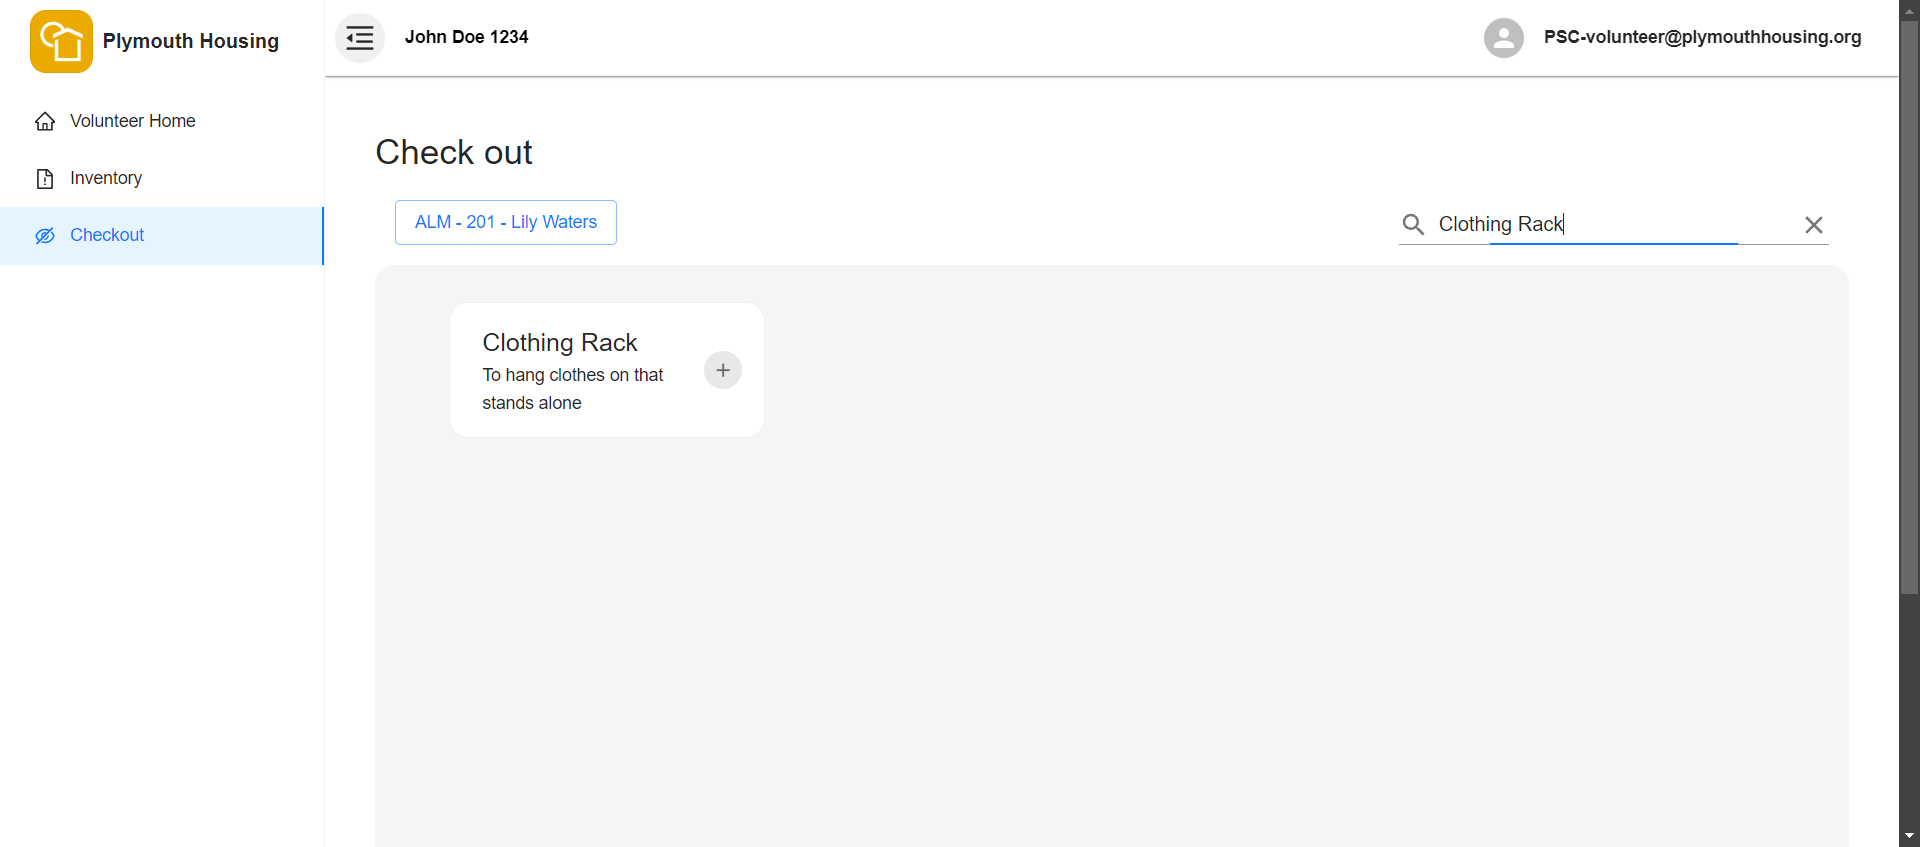 Plymouth Housing
John Doe 1234
PSC-volunteer@plymouthhousing.org
Volunteer Home
Inventory
Checkout
Check out
ALM - 201 - Lily Waters
Clothing Rack
Clothing Rack
To hang clothes on that
stands alone